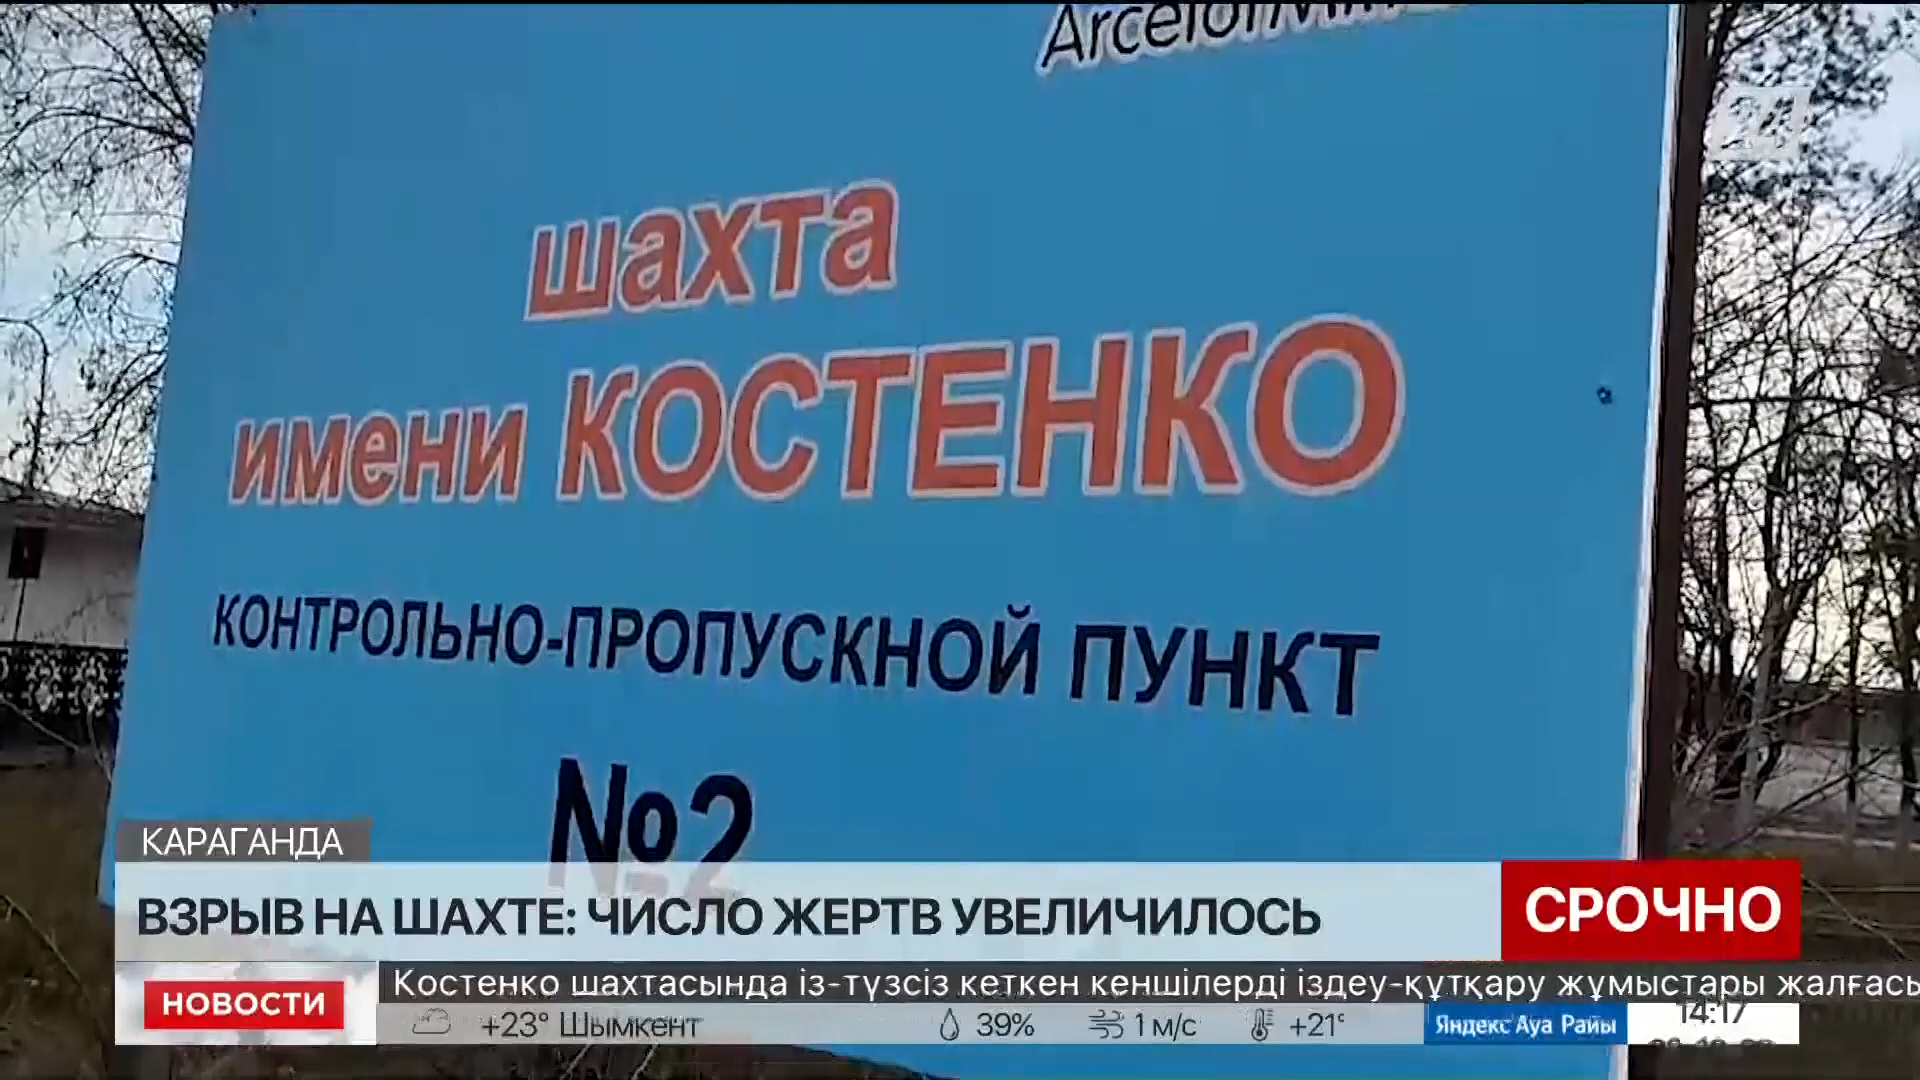 24
шахта
имени КОСТЕНКО
КОНТРОЛЬНО-ПРОПУСКНОЙ ПУНКТ
№2
КАРАГАНДА
ВЗРЫВ НА ШАХТЕ: ЧИСЛО ЖЕРТВ УВЕЛИЧИЛОСЬ
СРОЧНО
НОВОСТИ
Костенко шахтасында із-түзсіз кеткен кеншілерді іздеу-құтқару жұмыстары
+23° Шымкент 39% 1 м/с +21° Яндекс Ауа Райы 14:17